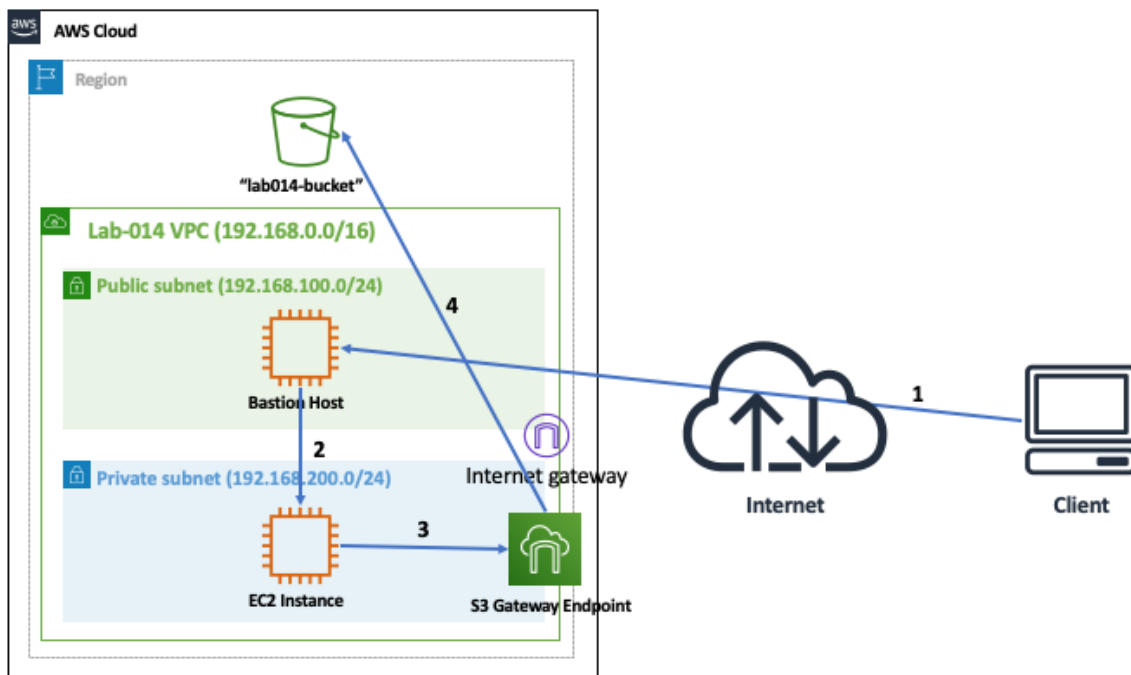 aws
AWS Cloud
Region
“lab014-bucket”
Lab-014 VPC (192.168.0.0/16)
Public subnet (192.168.100.0/24)
4
1
Bastion Host
2
Internet gateway
Private subnet (192.168.200.0/24)
Internet
Client
3
EC2 Instance
S3 Gateway Endpoint